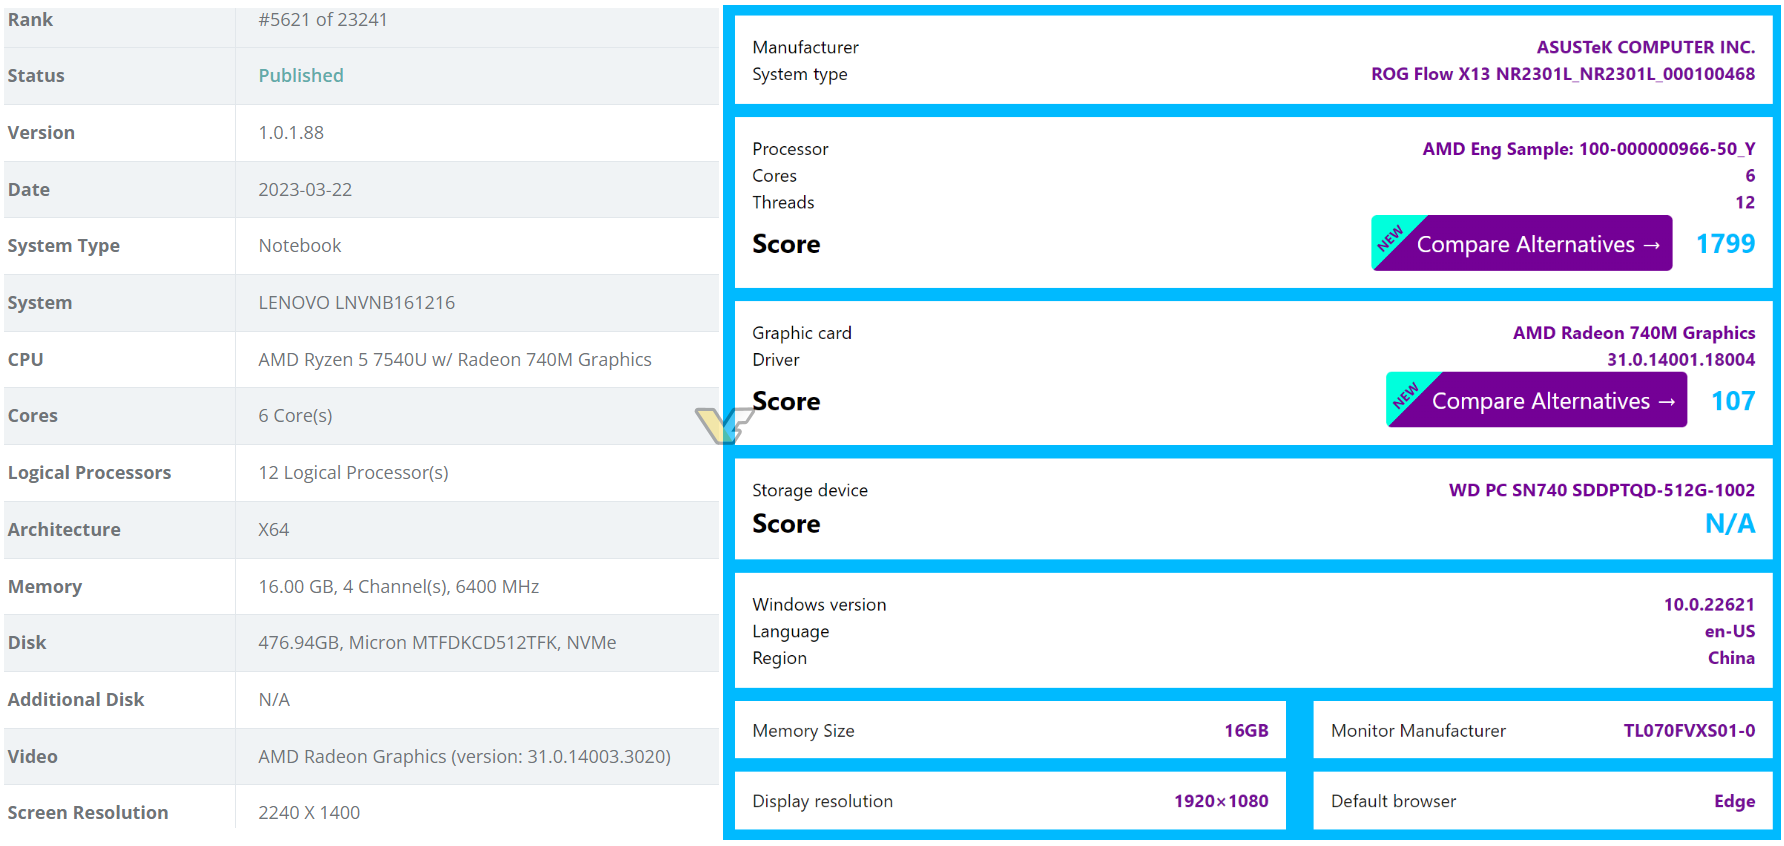 Rank #5621 of 23241
Status Published
Version 1.0.1.88
Date 2023-03-22
System Type Notebook
System LENOVO LNVNB161216
CPU AMD Ryzen 5 7540U w/ Radeon 740M Graphics
Cores 6 Core(s)
Logical Processors 12 Logical Processor(s)
Architecture X64
Memory 16.00 GB, 4 Channel(s), 6400 MHz
Disk 476.94GB, Micron MTFDKCD512TFK, NVMe
Additional Disk N/A
Video AMD Radeon Graphics (version: 31.0.14003.3020)
Screen Resolution 2240 X 1400
Manufacturer ASUSTeK COMPUTER INC.
System type ROG Flow X13 NR2301L_NR2301L_000100468
Processor AMD Eng Sample: 100-000000966-50_Y
Cores 6
Threads 12
Score NEW Compare Alternatives → 1799
Graphic card AMD Radeon 740M Graphics
Driver 31.0.14001.18004
Score NEW Compare Alternatives → 107
Storage device WD PC SN740 SDDPTQD-512G-1002
Score N/A
Windows version 10.0.22621
Language en-US
Region China
Memory Size 16GB
Monitor Manufacturer TL070FVXS01-0
Display resolution 1920×1080
Default browser Edge